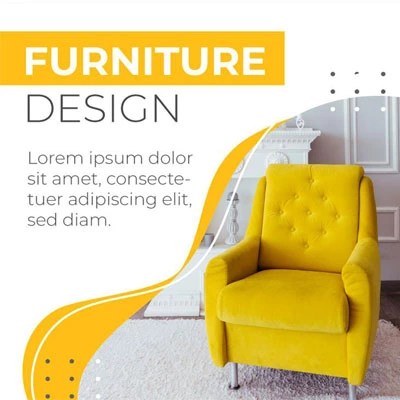 FURNITURE
DESIGN
Lorem ipsum dolor
sit amet, consecte-
tuer adipiscing elit,
sed diam.